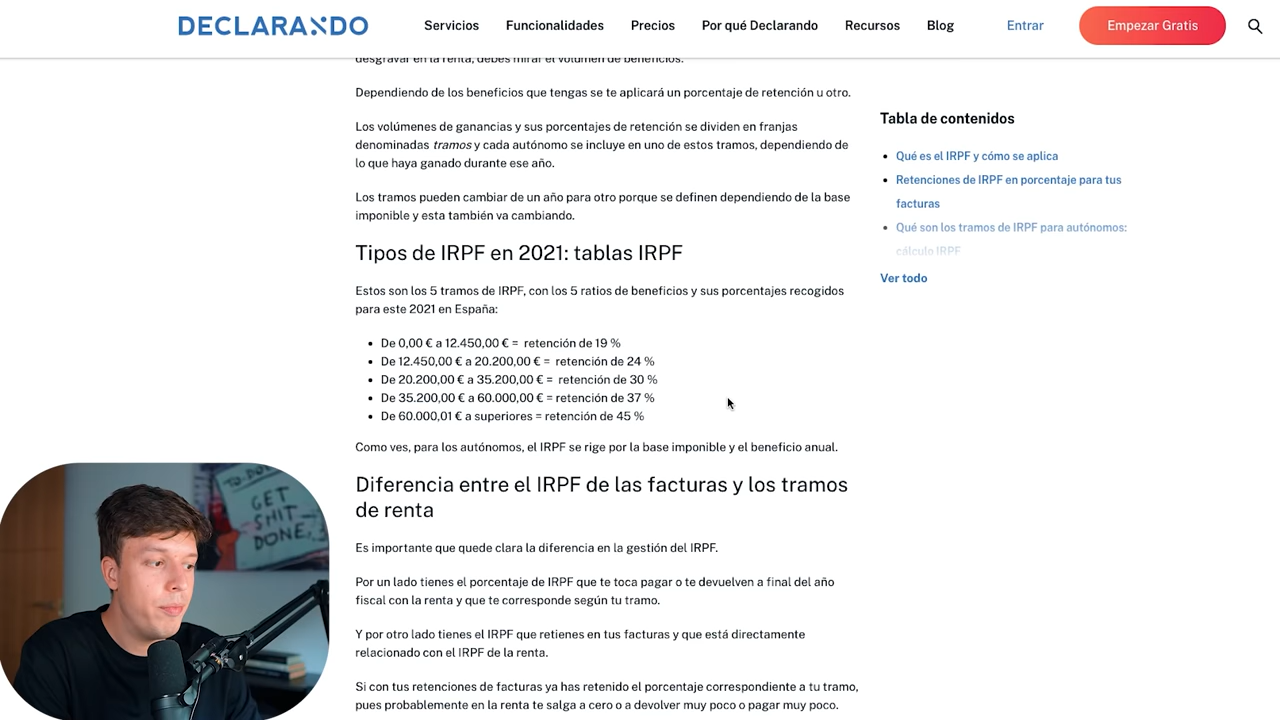 DECLARANDO
Servicios
Funcionalidades
Precios
Por qué Declarando
Recursos
Blog
Entrar
Empezar Gratis
desgravar en la renta, debes mirar el volumen de beneficios.
Dependiendo de los beneficios que tengas se te aplicará un porcentaje de retención u otro.
Los volúmenes de ganancias y sus porcentajes de retención se dividen en franjas
denominadas tramos y cada autónomo se incluye en uno de estos tramos, dependiendo de
lo que haya ganado durante ese año.
Los tramos pueden cambiar de un año para otro porque se definen dependiendo de la base
imponible y esta también va cambiando.
Tipos de IRPF en 2021: tablas IRPF
Estos son los 5 tramos de IRPF, con los 5 ratios de beneficios y sus porcentajes recogidos
para este 2021 en España:
De 0,00 € a 12.450,00 € = retención de 19 %
De 12.450,00 € a 20.200,00 € = retención de 24 %
De 20.200,00 € a 35.200,00 € = retención de 30 %
De 35.200,00 € a 60.000,00 € = retención de 37 %
De 60.000,01 € a superiores = retención de 45 %
Como ves, para los autónomos, el IRPF se rige por la base imponible y el beneficio anual.
Diferencia entre el IRPF de las facturas y los tramos
de renta
Es importante que quede clara la diferencia en la gestión del IRPF.
Por un lado tienes el porcentaje de IRPF que te toca pagar o te devuelven a final del año
fiscal con la renta y que te corresponde según tu tramo.
Y por otro lado tienes el IRPF que retienes en tus facturas y que está directamente
relacionado con el IRPF de la renta.
Si con tus retenciones de facturas ya has retenido el porcentaje correspondiente a tu tramo,
pues probablemente en la renta te salga a cero o a devolver muy poco o pagar muy poco.
Tabla de contenidos
Qué es el IRPF y cómo se aplica
Retenciones de IRPF en porcentaje para tus
facturas
Qué son los tramos de IRPF para autónomos:
cálculo IRPF
Ver todo
TO-DO:
GET
SHIT
DONE.